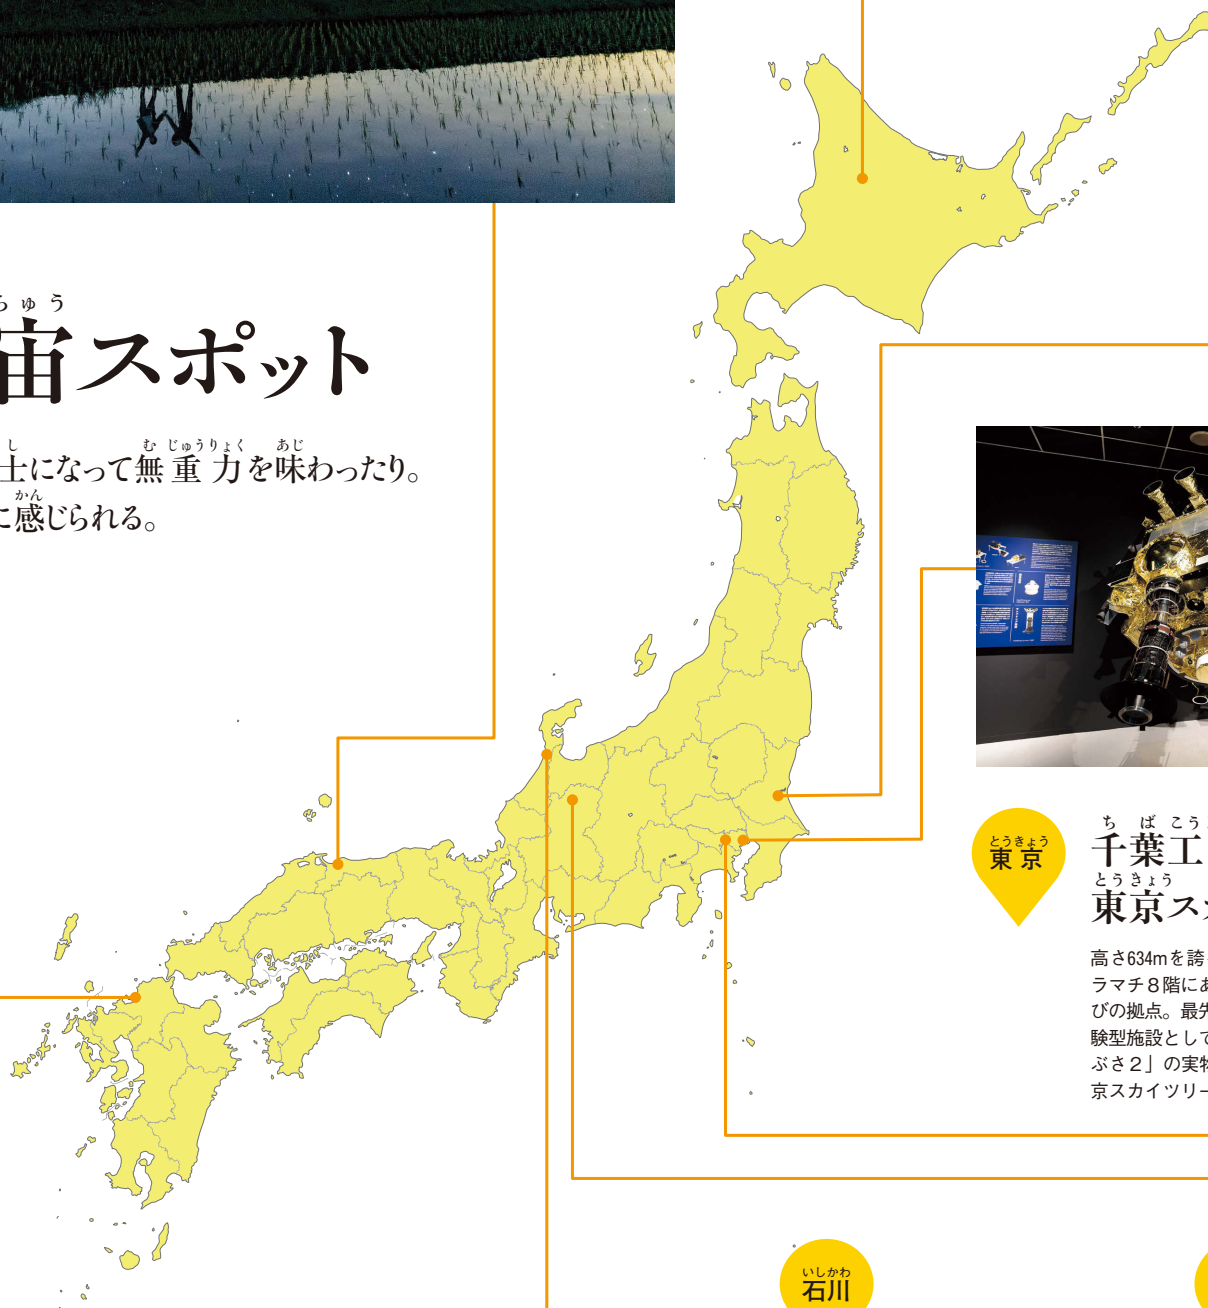 ちゅう
宙スポット
し む じゅうりょく あじ
士になって無重力を味わったり。
かん
に感じられる。
とうきょう
東京
ち ば こう
千葉工
とうきょう
東京ス
高さ634mを誇
ラマチ8階にあ
びの拠点。最先
験型施設として
ぶさ2」の実物
京スカイツリー
いしかわ
石川